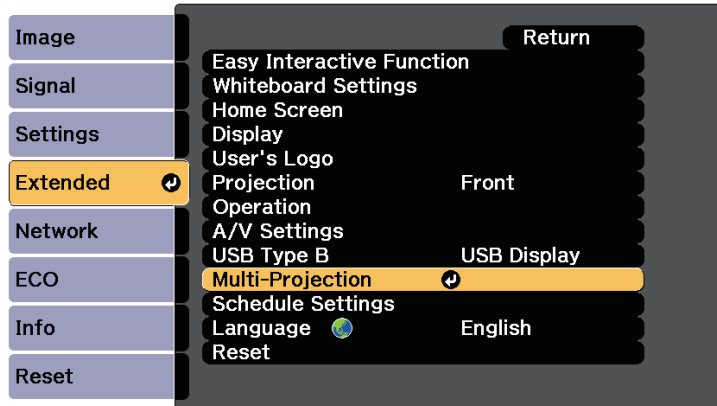 Image
Signal
Settings
Extended
Network
ECO
Info
Reset
Return
Easy Interactive Function
Whiteboard Settings
Home Screen
Display
User's Logo
Projection Front
Operation
A/V Settings
USB Type B USB Display
Multi-Projection
Schedule Settings
Language English
Reset